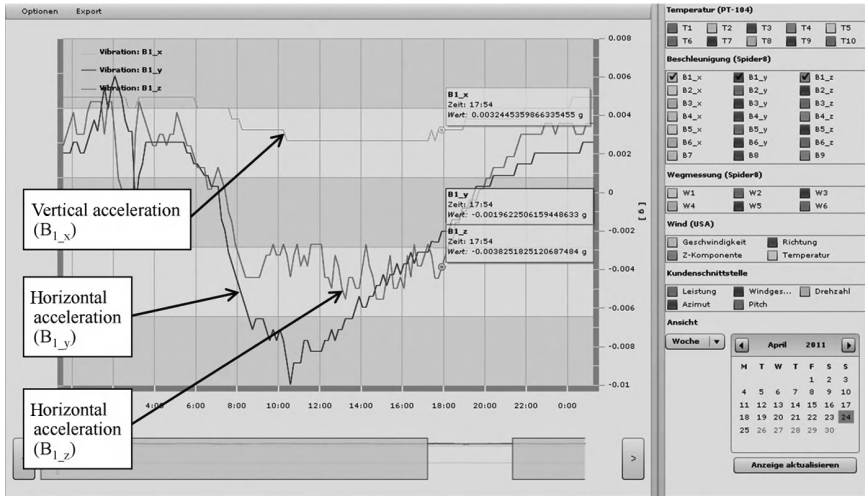 Optionen Export
Vibration: B1_x
Vibration: B1_y
Vibration: B1_z
B1_x
Zeit: 17:54
Wert: 0.0032445359866335455 g
B1_y
Zeit: 17:54
Wert: -0.0019622506159448633 g
B1_z
Zeit: 17:54
Wert: -0.0038251825120687484 g
Vertical acceleration
(B1_x)
Horizontal
acceleration
(B1_y)
Horizontal
acceleration
(B1_z)
0.008
0.006
0.004
0.002
0
-0.002
-0.004
-0.006
-0.008
-0.01
[ g ]
4:00 6:00 8:00 10:00 12:00 14:00 16:00 18:00 20:00 22:00 0:00
>
Temperatur (PT-104)
T1 T2 T3 T4 T5
T6 T7 T8 T9 T10
Beschleunigung (Spider8)
B1_x B1_y B1_z
B2_x B2_y B2_z
B3_x B3_y B3_z
B4_x B4_y B4_z
B5_x B5_y B5_z
B6_x B6_y B6_z
B7 B8 B9
Wegmessung (Spider8)
W1 W2 W3
W4 W5 W6
Wind (USA)
Geschwindigkeit Richtung
Z-Komponente Temperatur
Kundenschnittstelle
Leistung Windges... Drehzahl
Azimut Pitch
Ansicht
Woche
April 2011
M T W T F S S
1 2 3
4 5 6 7 8 9 10
11 12 13 14 15 16 17
18 19 20 21 22 23 24
25 26 27 28 29 30
Anzeige aktualisieren